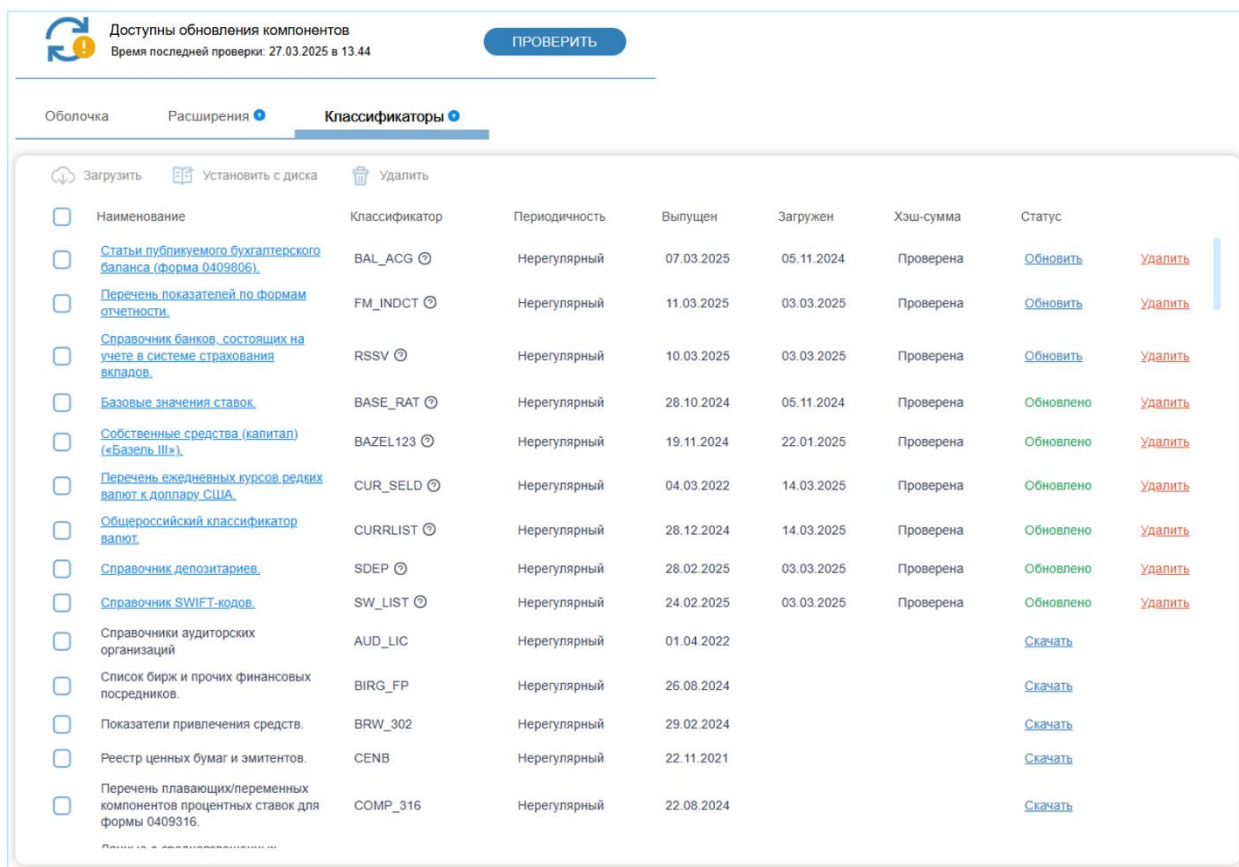 Доступны обновления компонентов
Время последней проверки: 27.03.2025 в 13.44
ПРОВЕРИТЬ
Оболочка Расширения Классификаторы
Загрузить Установить с диска Удалить
Наименование Классификатор Периодичность Выпущен Загружен Хэш-сумма Статус
Статьи публикуемого бухгалтерского
баланса (форма 0409806). BAL_ACG Нерегулярный 07.03.2025 05.11.2024 Проверена Обновить Удалить
Перечень показателей по формам
отчетности. FM_INDCT Нерегулярный 11.03.2025 03.03.2025 Проверена Обновить Удалить
Справочник банков, состоящих на
учете в системе страхования RSSV Нерегулярный 10.03.2025 03.03.2025 Проверена Обновить Удалить
вкладов.
Базовые значения ставок. BASE_RAT Нерегулярный 28.10.2024 05.11.2024 Проверена Обновлено Удалить
Собственные средства (капитал)
(«Базель III»). BAZEL123 Нерегулярный 19.11.2024 22.01.2025 Проверена Обновлено Удалить
Перечень ежедневных курсов редких
валют к доллару США. CUR_SELD Нерегулярный 04.03.2022 14.03.2025 Проверена Обновлено Удалить
Общероссийский классификатор
валют. CURRLIST Нерегулярный 28.12.2024 14.03.2025 Проверена Обновлено Удалить
Справочник депозитариев. SDEP Нерегулярный 28.02.2025 03.03.2025 Проверена Обновлено Удалить
Справочник SWIFT-кодов. SW_LIST Нерегулярный 24.02.2025 03.03.2025 Проверена Обновлено Удалить
Справочники аудиторских
организаций AUD_LIC Нерегулярный 01.04.2022 Скачать
Список бирж и прочих финансовых
посредников. BIRG_FP Нерегулярный 26.08.2024 Скачать
Показатели привлечения средств. BRW_302 Нерегулярный 29.02.2024 Скачать
Реестр ценных бумаг и эмитентов. CENB Нерегулярный 22.11.2021 Скачать
Перечень плавающих/переменных
компонентов процентных ставок для COMP_316 Нерегулярный 22.08.2024 Скачать
формы 0409316.